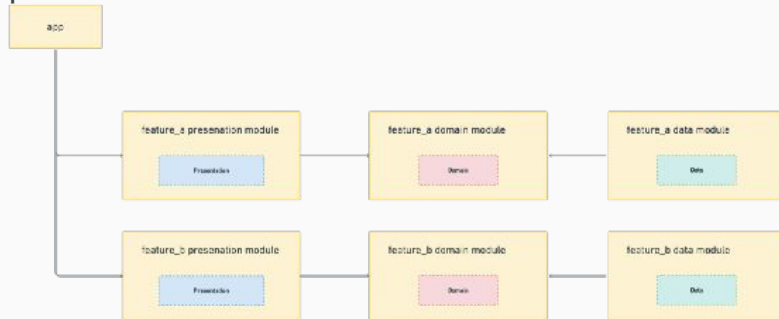 app
feature_a presenation module
feature_a domain module
feature_a data module
Presentation
Domain
Data
feature_b presenation module
feature_b domain module
feature_b data module
Presentation
Domain
Data